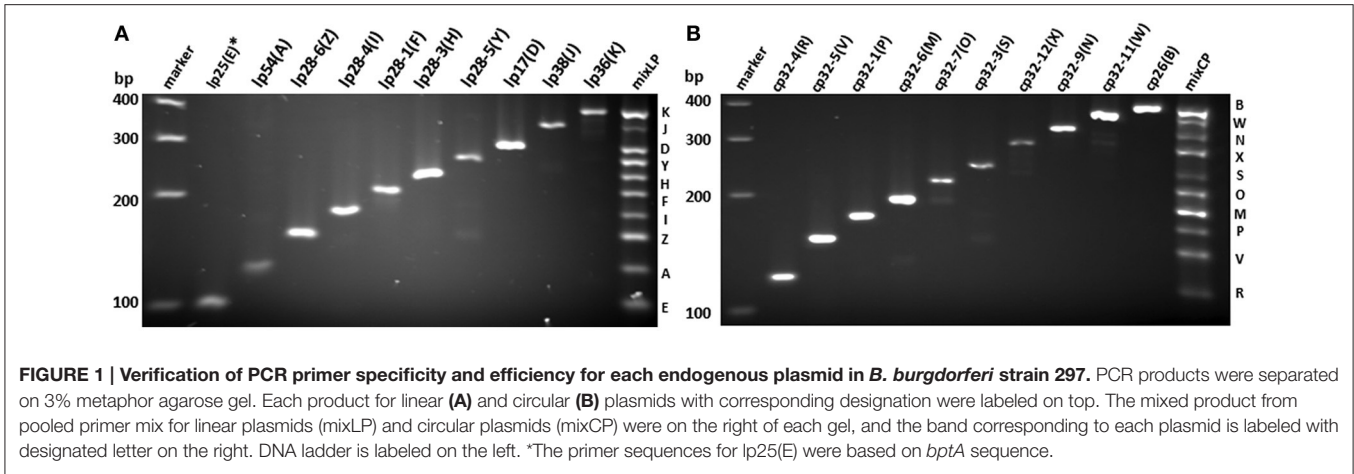 A
marker
lp25(E)*
lp54(A)
lp28-6(Z)
lp28-4(I)
lp28-1(F)
lp28-3(H)
lp28-5(Y)
lp17(D)
lp38(J)
lp36(K)
mixLP
bp
400
300
200
100
K
J
D
Y
H
F
I
Z
A
E
B
marker
cp32-4(R)
cp32-5(V)
cp32-1(P)
cp32-6(M)
cp32-7(O)
cp32-3(S)
cp32-12(X)
cp32-9(N)
cp32-11(W)
cp26(B)
mixCP
bp
400
300
200
100
B
W
N
X
S
O
M
P
V
R
FIGURE 1 | Verification of PCR primer specificity and efficiency for each endogenous plasmid in B. burgdorferi strain 297. PCR products were separated
on 3% metaphor agarose gel. Each product for linear (A) and circular (B) plasmids with corresponding designation were labeled on top. The mixed product from
pooled primer mix for linear plasmids (mixLP) and circular plasmids (mixCP) were on the right of each gel, and the band corresponding to each plasmid is labeled with
designated letter on the right. DNA ladder is labeled on the left. *The primer sequences for lp25(E) were based on bptA sequence.